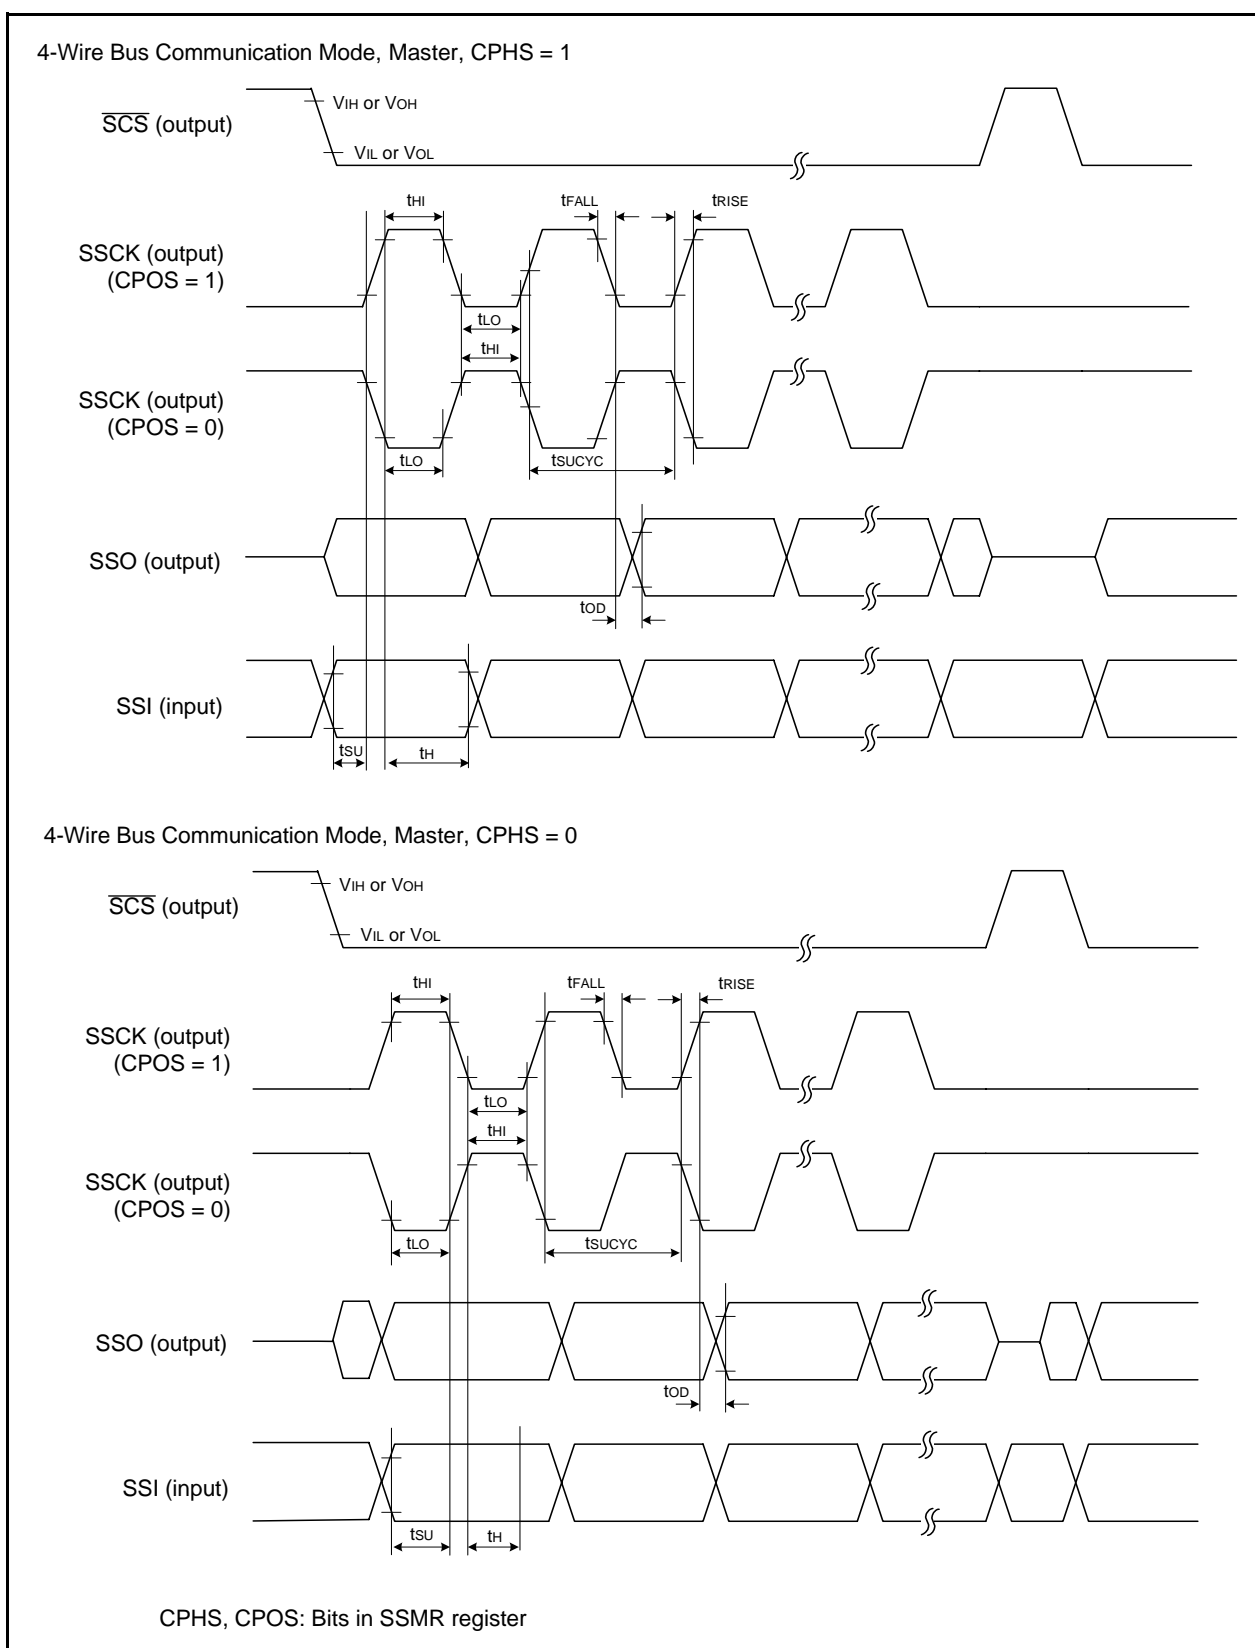 4-Wire Bus Communication Mode, Master, CPHS = 1
VIH or VOH
SCS (output)
VIL or VOL
tHI
tFALL
tRISE
SSCK (output)
(CPOS = 1)
tLO
tHI
SSCK (output)
(CPOS = 0)
tLO
tSUCYC
SSO (output)
tOD
SSI (input)
tSU
tH
4-Wire Bus Communication Mode, Master, CPHS = 0
VIH or VOH
SCS (output)
VIL or VOL
tHI
tFALL
tRISE
SSCK (output)
(CPOS = 1)
tLO
tHI
SSCK (output)
(CPOS = 0)
tLO
tSUCYC
SSO (output)
tOD
SSI (input)
tSU
tH
CPHS, CPOS: Bits in SSMR register